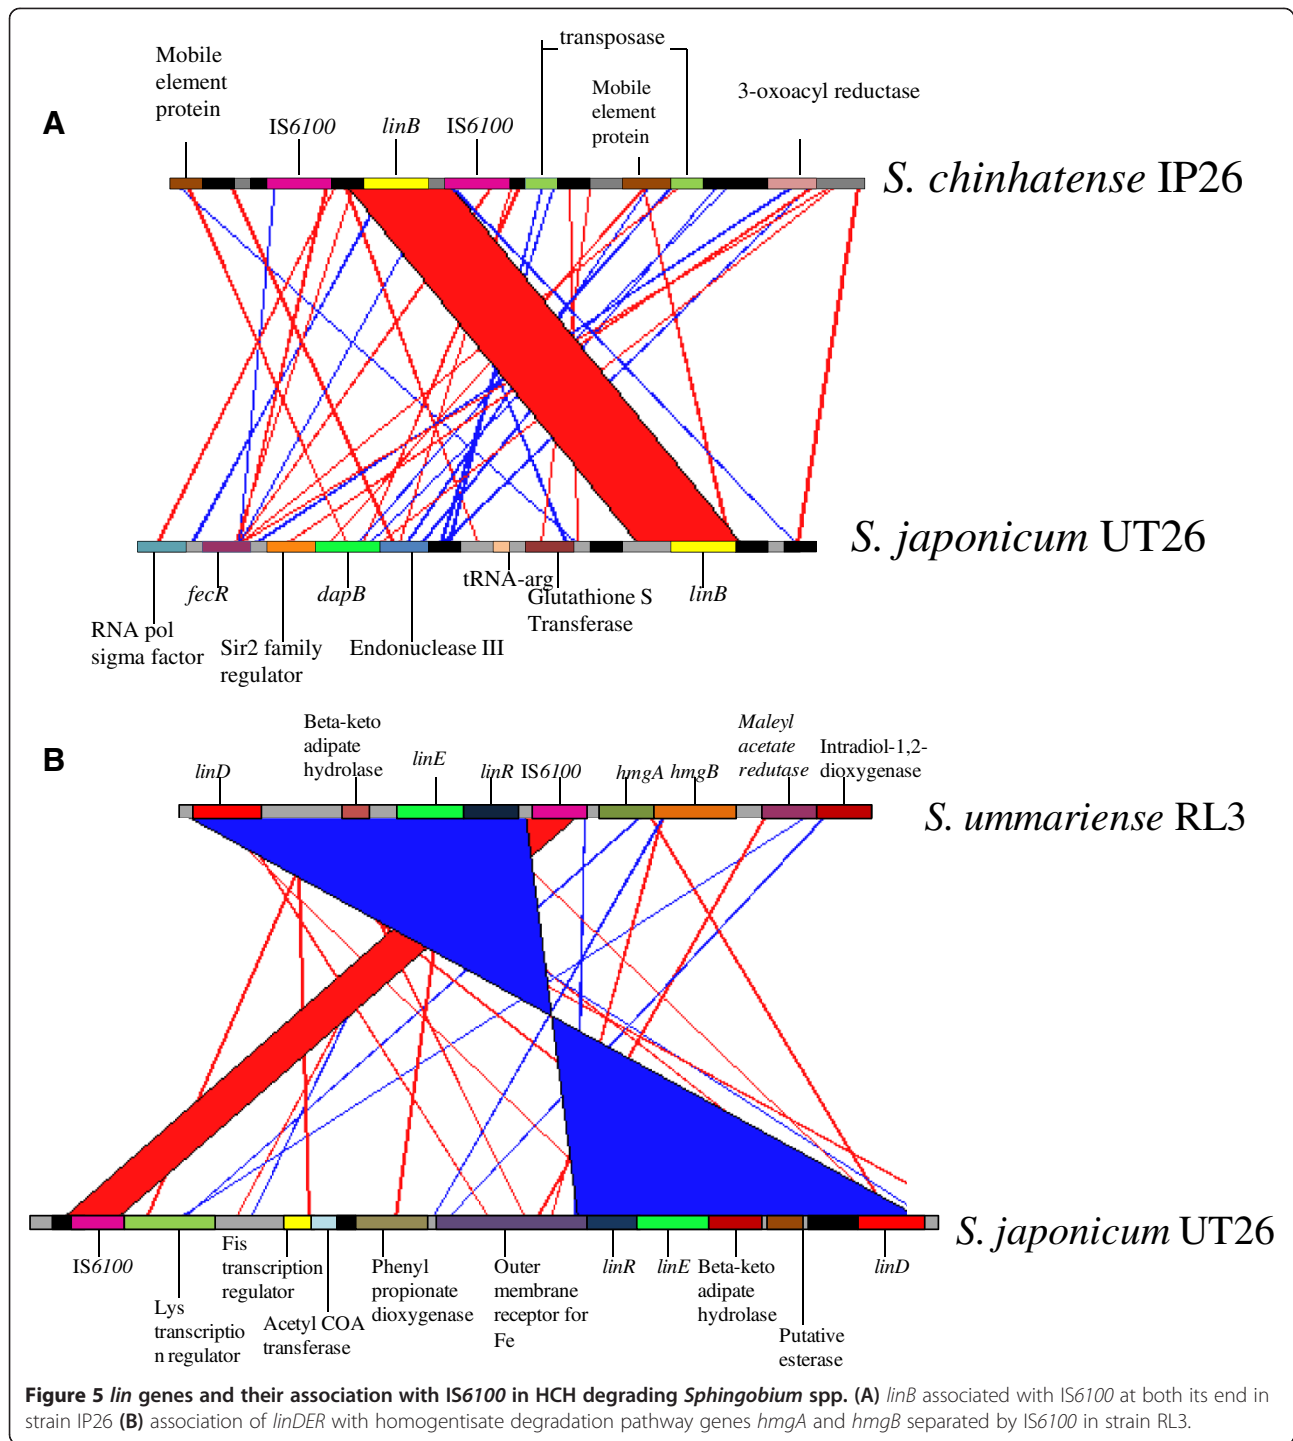 A
Mobile
element
protein
IS6100
linB
IS6100
transposase
Mobile
element
protein
3-oxoacyl reductase
S. chinhatense IP26
S. japonicum UT26
RNA pol
sigma factor
fecR
Sir2 family
regulator
dapB
Endonuclease III
tRNA-arg
Glutathione S
Transferase
linB
B
linD
Beta-keto
adipate
hydrolase
linE
linR
IS6100
hmgA
hmgB
Maleyl
acetate
redutase
Intradiol-1,2-
dioxygenase
S. ummariense RL3
S. japonicum UT26
IS6100
Lys
transcriptio
n regulator
Fis
transcription
regulator
Acetyl COA
transferase
Phenyl
propionate
dioxygenase
Outer
membrane
receptor for
Fe
linR
linE
Beta-keto
adipate
hydrolase
Putative
esterase
linD
Figure 5 lin genes and their association with IS6100 in HCH degrading Sphingobium spp. (A) linB associated with IS6100 at both its end in
strain IP26 (B) association of linDER with homogentisate degradation pathway genes hmgA and hmgB separated by IS6100 in strain RL3.